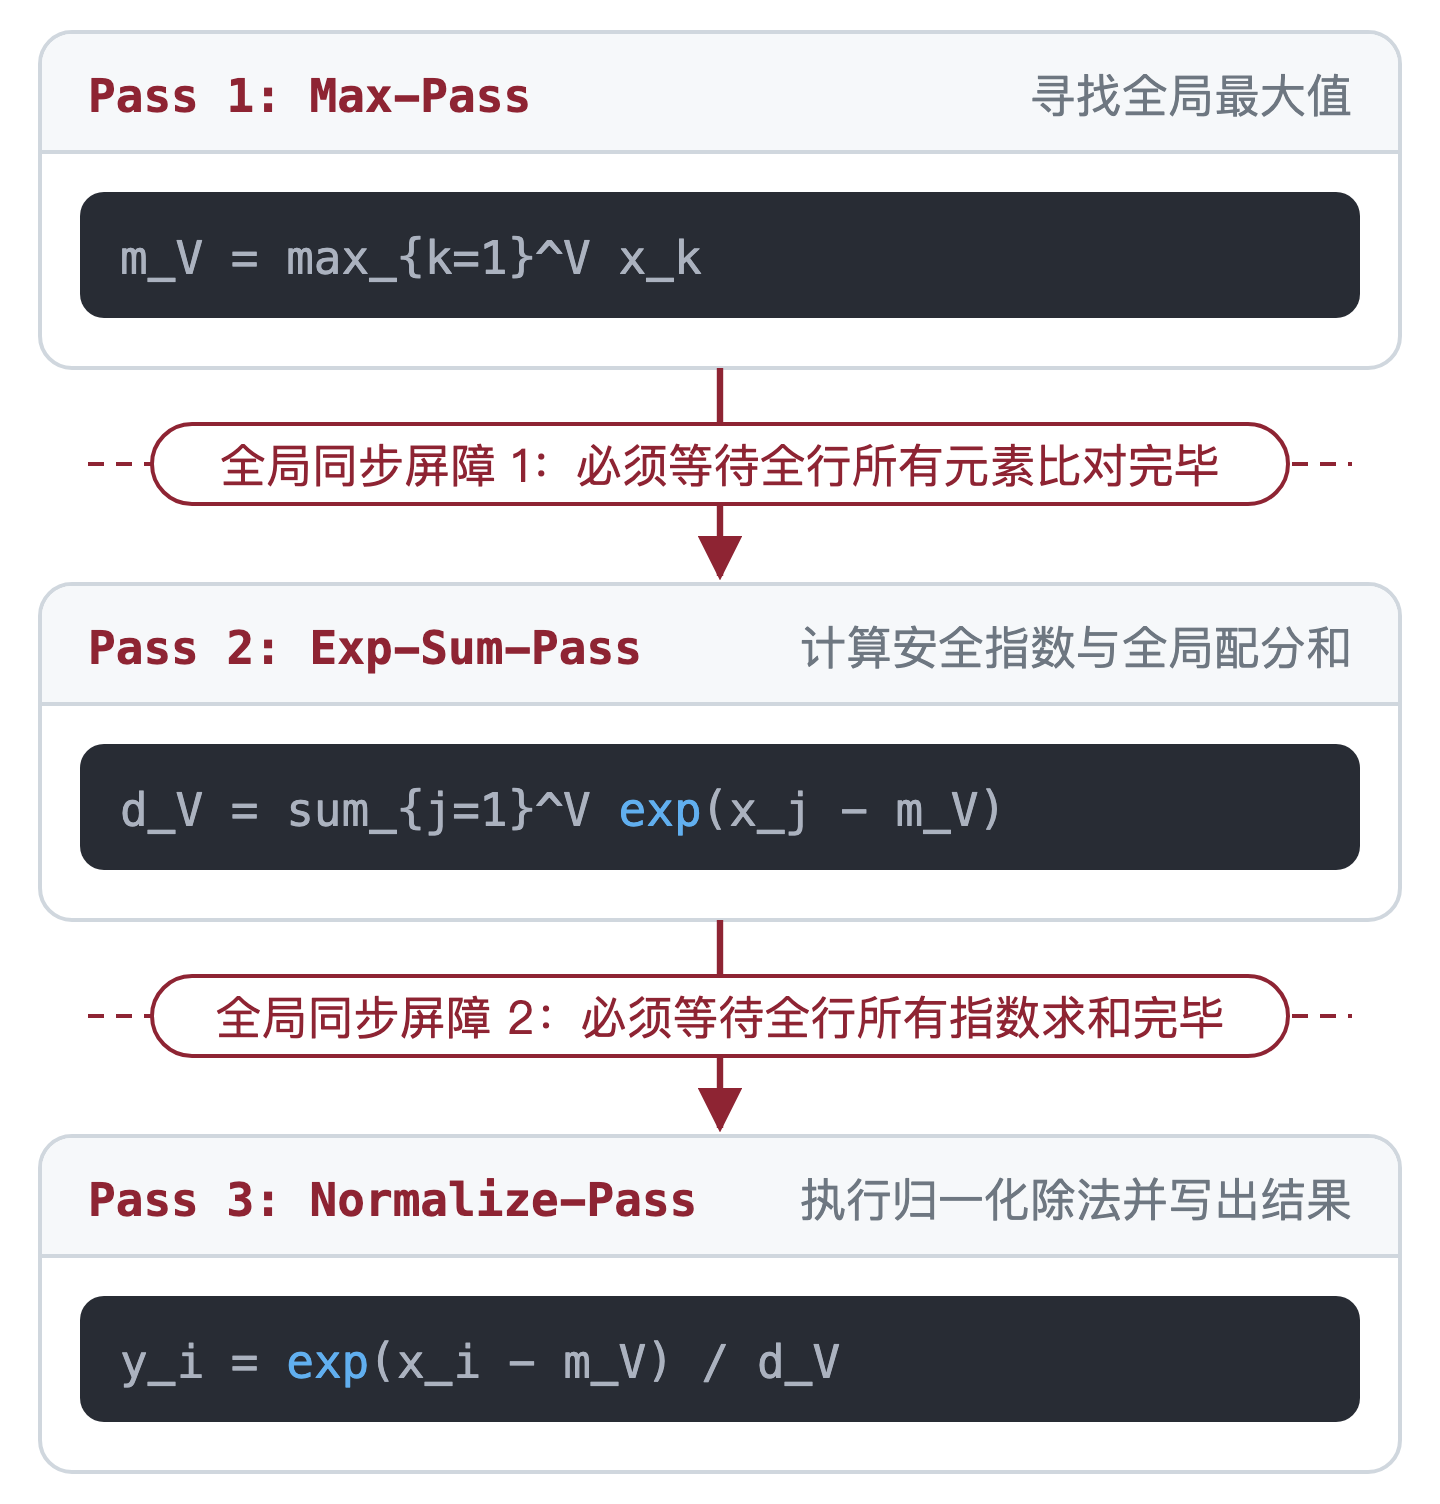 Pass 1: Max-Pass 寻找全局最大值
m_V = max_{k=1}^V x_k
全局同步屏障 1：必须等待全行所有元素比对完毕
Pass 2: Exp-Sum-Pass 计算安全指数与全局配分和
d_V = sum_{j=1}^V exp(x_j - m_V)
全局同步屏障 2：必须等待全行所有指数求和完毕
Pass 3: Normalize-Pass 执行归一化除法并写出结果
y_i = exp(x_i - m_V) / d_V